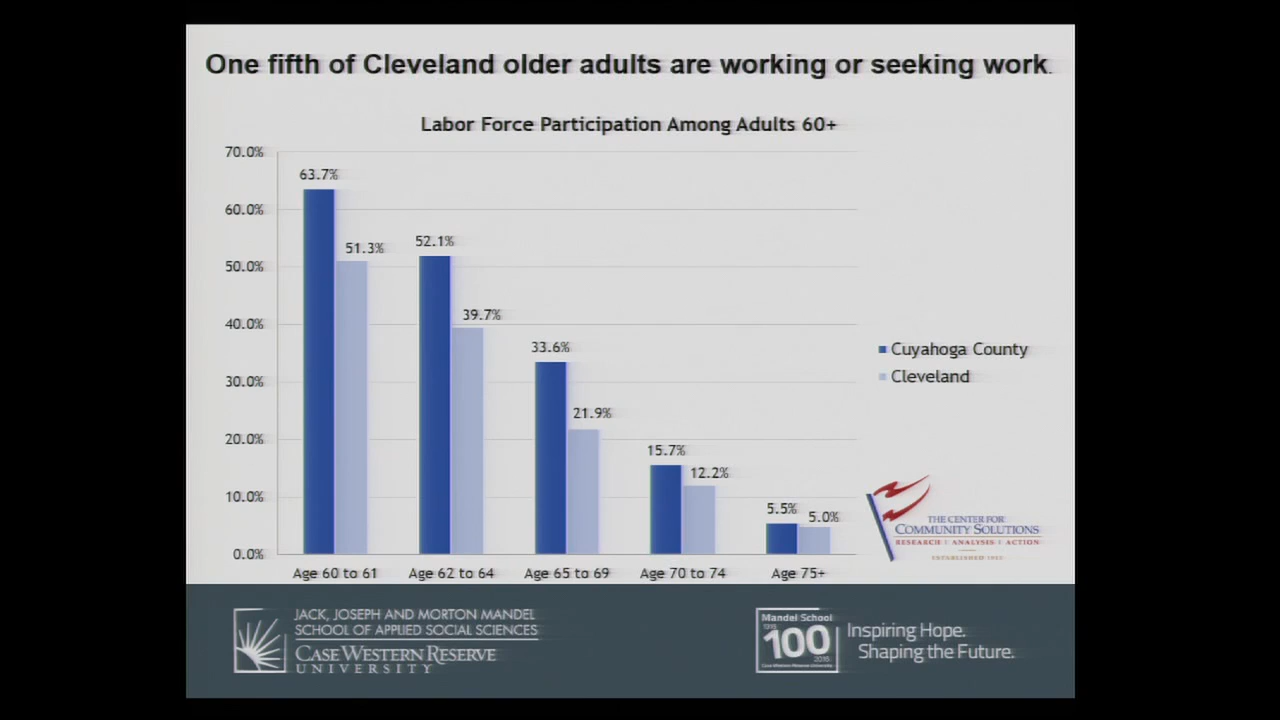 One fifth of Cleveland older adults are working or seeking work.
Labor Force Participation Among Adults 60+
70.0%
60.0%
50.0%
40.0%
30.0%
20.0%
10.0%
0.0%
63.7%
51.3%
52.1%
39.7%
33.6%
21.9%
15.7%
12.2%
5.5%
5.0%
Age 60 to 61
Age 62 to 64
Age 65 to 69
Age 70 to 74
Age 75+
Cuyahoga County
Cleveland
THE CENTER FOR
COMMUNITY SOLUTIONS
RESEARCH | ANALYSIS | ACTION
JACK, JOSEPH AND MORTON MANDEL
SCHOOL OF APPLIED SOCIAL SCIENCES
CASE WESTERN RESERVE
UNIVERSITY
Mandel School
100
Case Western Reserve University
Inspiring Hope.
Shaping the Future.